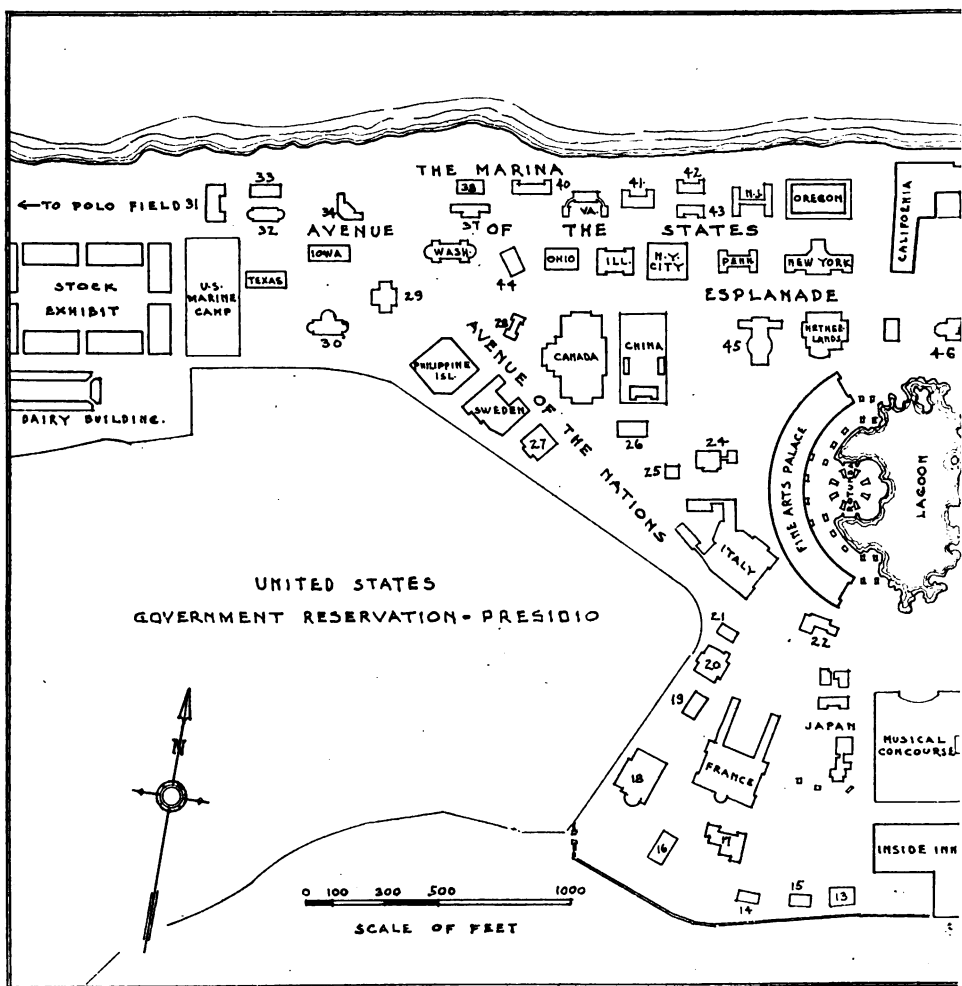 THE MARINA
33
38
40
41.
42
N.J.
←TO POLO FIELD 31
34
VA.
OREGON
CALIFORNIA
32
AVENUE
37
OF
THE
43
STATES
IOWA
WASH.
OHIO
ILL.
N.Y.
CITY
PENN.
NEW YORK
STOCK
EXHIBIT
U.S.
MARINE
CAMP
TEXAS
44
29
ESPLANADE
30
28
CANADA
CHINA
45
NETHER-
LANDS
46
AVENUE OF THE NATIONS
PHILIPPINE
ISL.
DAIRY BUILDING.
SWEDEN
27
26
24
25
FINE ARTS PALACE
ROTUNDA
LAGOON
ITALY
UNITED STATES
GOVERNMENT RESERVATION - PRESIDIO
21
22
20
19
JAPAN
N
MUSICAL
CONCOURSE
18
FRANCE
16
17
INSIDE INN
0 100 300 500 1000
SCALE OF FEET
14
15
13